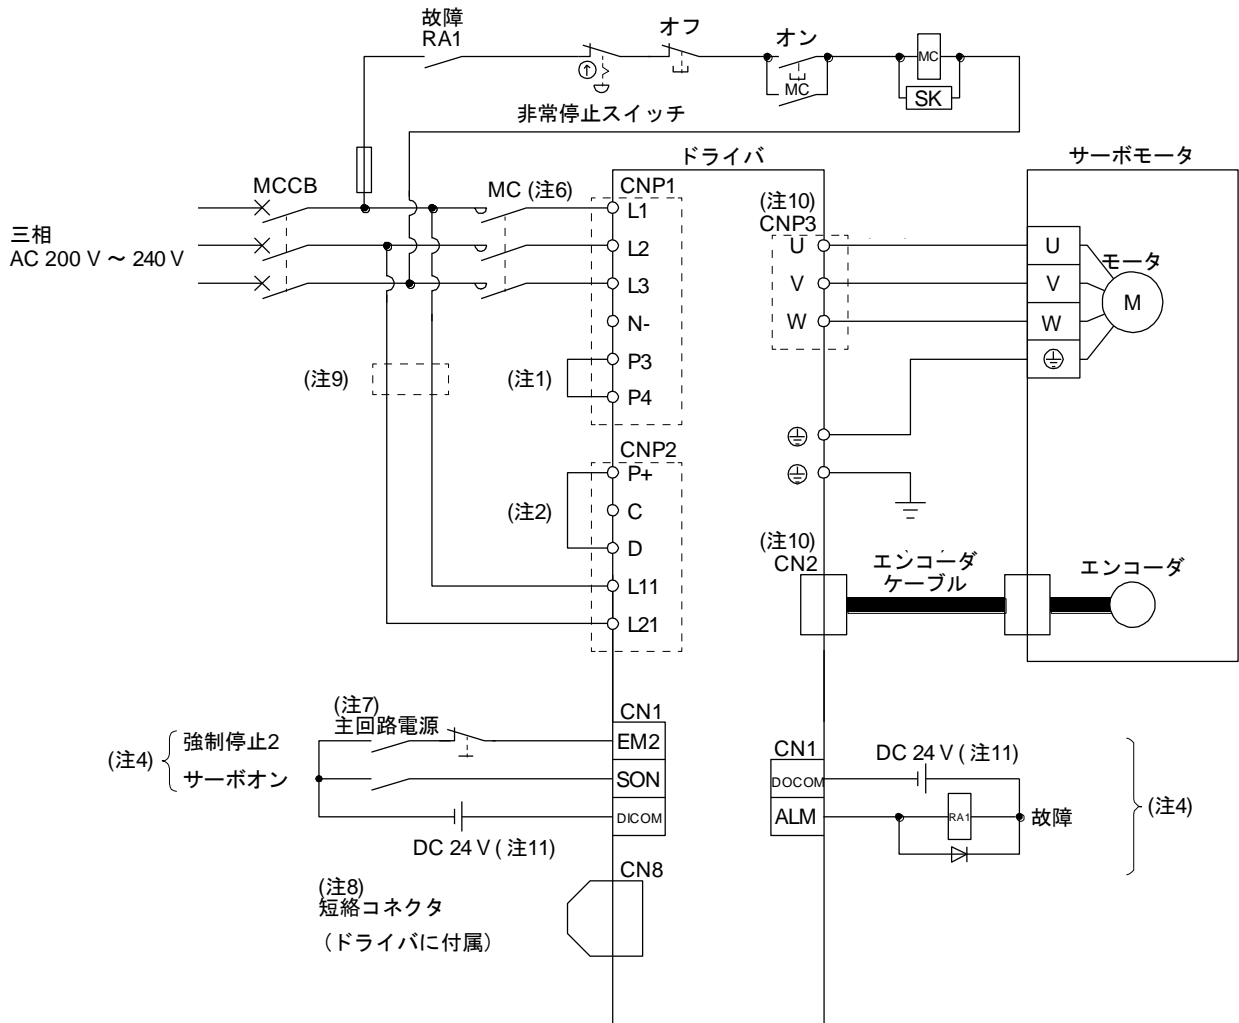 故障
RA1
オフ
オン
MC
MC
SK
非常停止スイッチ
ドライバ
サーボモータ
MCCB
MC (注6)
CNP1
(注10)
CNP3
三相
AC 200 V ～ 240 V
L1
L2
L3
N-
P3
P4
U
V
W
U
V
W
モータ
M
(注9)
(注1)
CNP2
(注2)
P+
C
D
L11
L21
(注10)
CN2
エンコーダ
ケーブル
エンコーダ
(注7)
主回路電源
CN1
(注4)
強制停止2
サーボオン
EM2
SON
DICOM
DC 24 V ( 注11)
CN1
DOCOM
ALM
DC 24 V ( 注11)
RA1
故障
(注4)
CN8
(注8)
短絡コネクタ
（ドライバに付属）